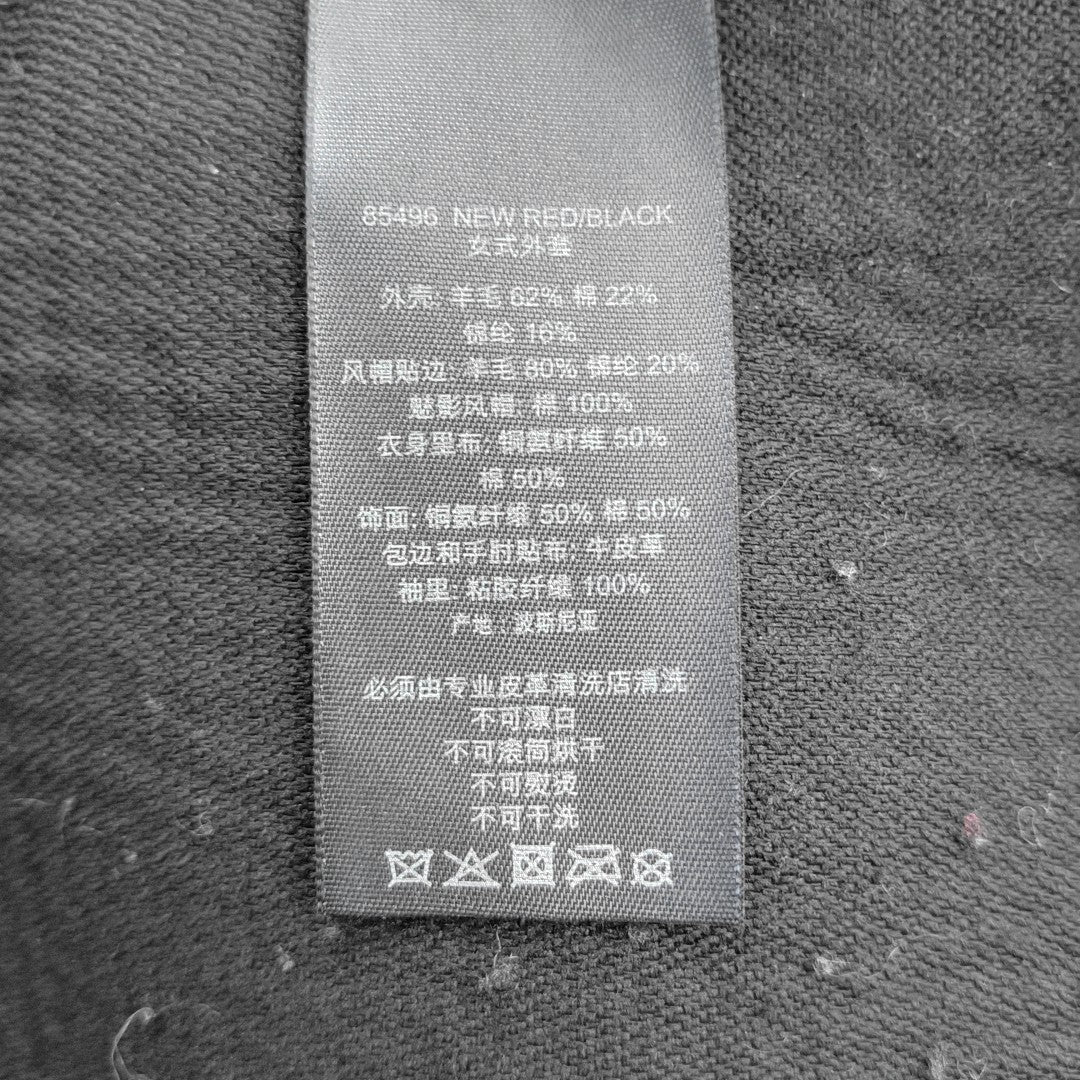 85496 NEW RED/BLACK
女式外套
外壳: 羊毛 62% 棉 22%
锦纶 16%
风帽贴边: 羊毛 80% 锦纶 20%
风帽: 棉 100%
衣身里布: 铜氨纤维 50%
棉 50%
饰面: 铜氨纤维 50% 棉 50%
包边和手肘贴布: 牛皮革
袖里: 粘胶纤维 100%
产地: 波斯尼亚
必须由专业皮革清洗店清洗
不可漂白
不可滚筒烘干
不可熨烫
不可干洗